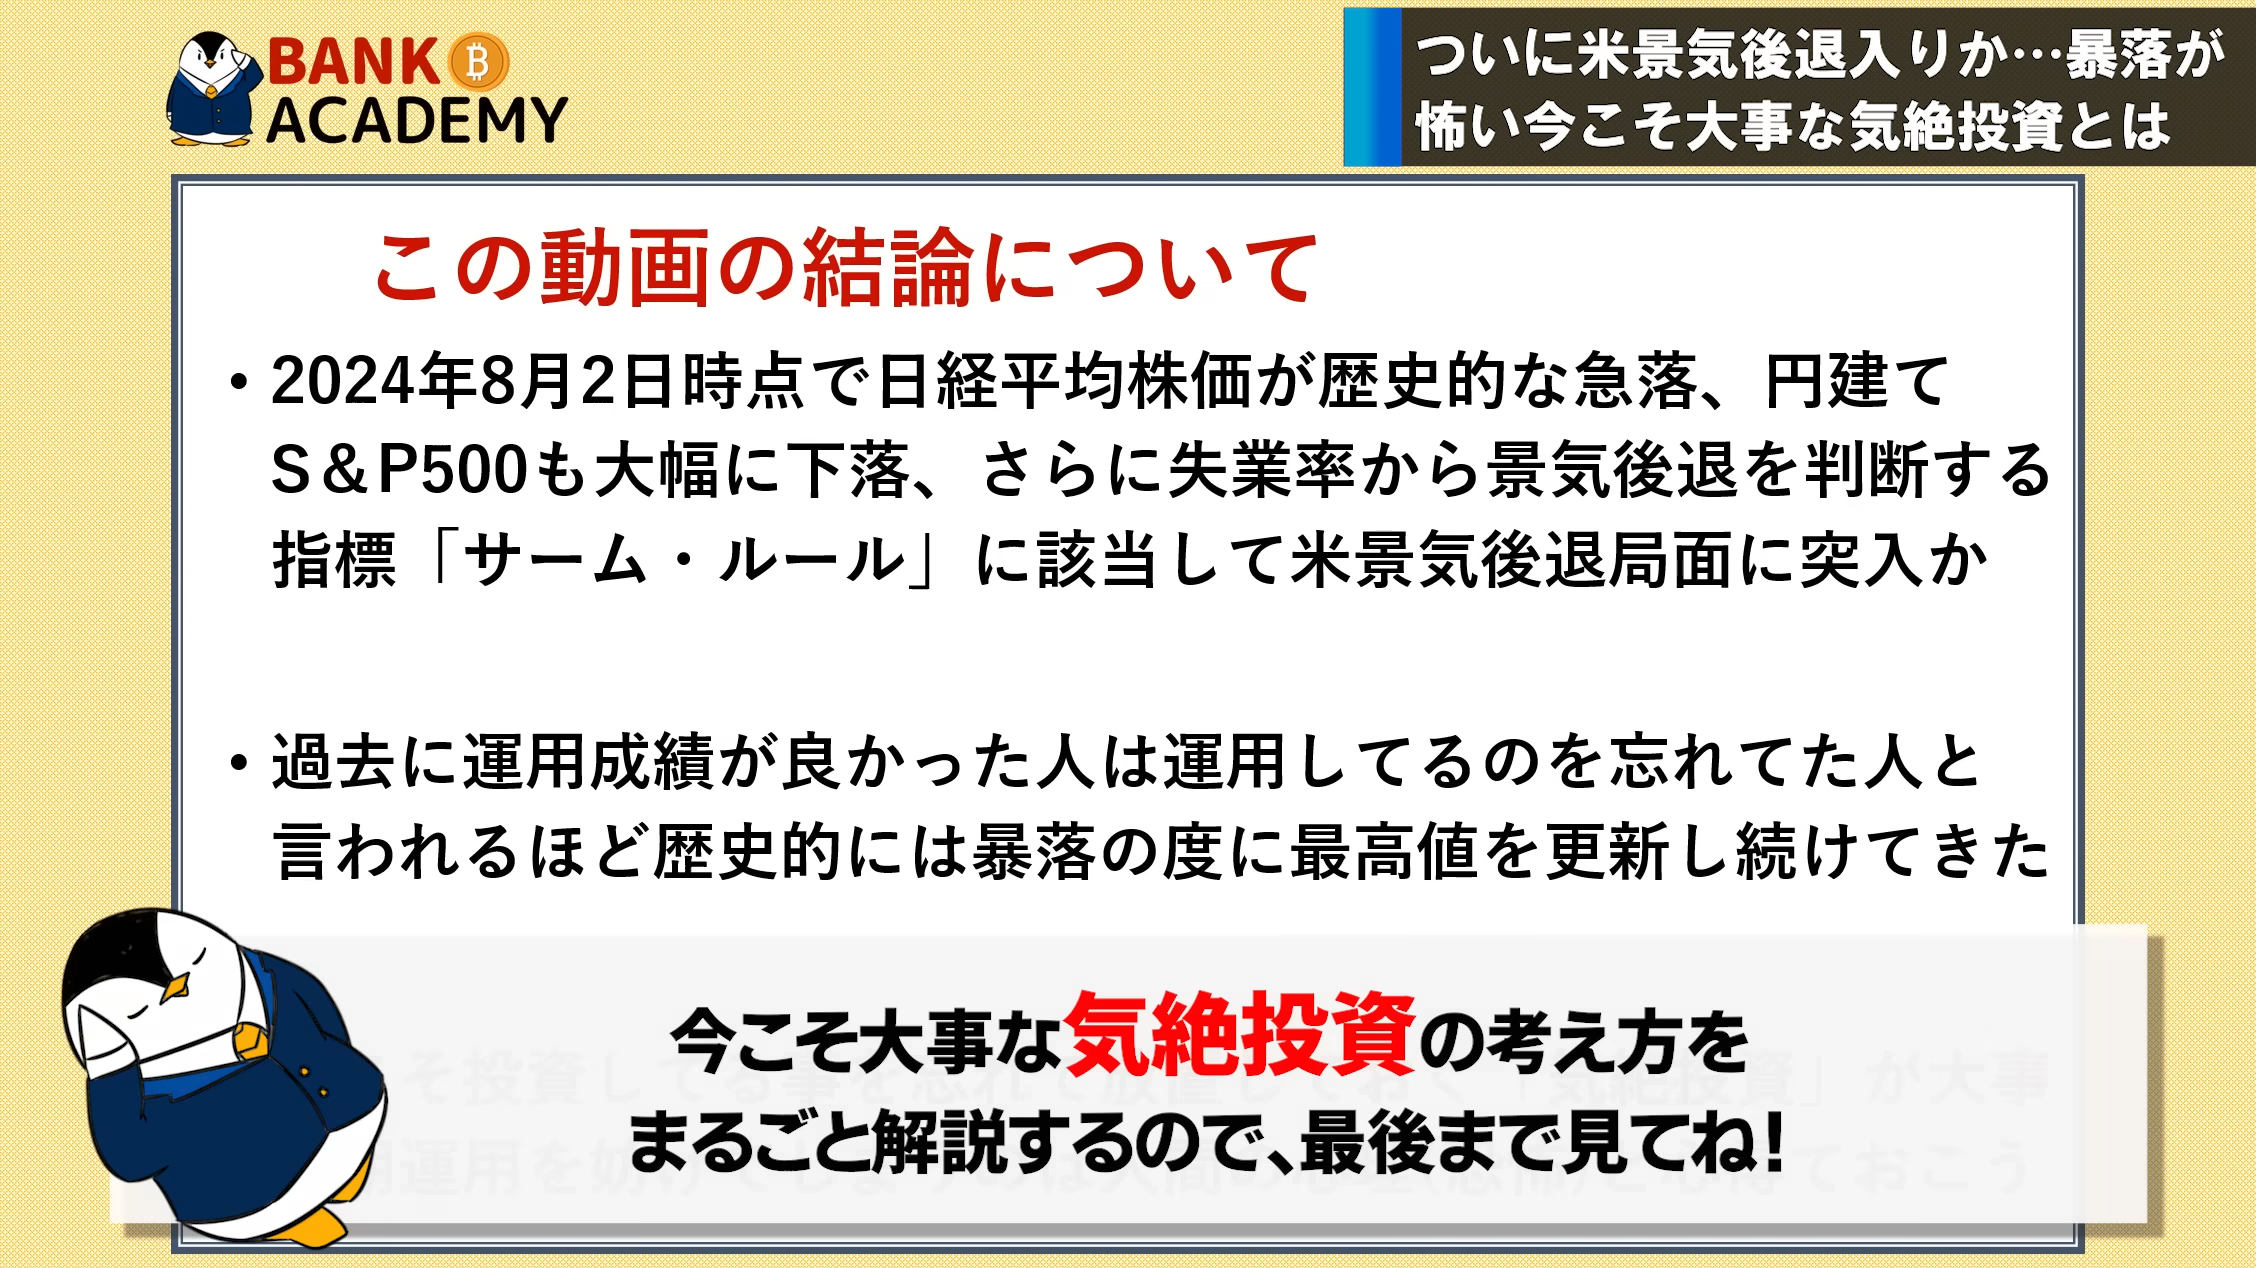 BANK
ACADEMY
ついに米景気後退入りか…暴落が
怖い今こそ大事な気絶投資とは
この動画の結論について
・2024年8月2日時点で日経平均株価が歴史的な急落、円建て
S＆P500も大幅に下落、さらに失業率から景気後退を判断する
指標「サーム・ルール」に該当して米景気後退局面に突入か
・過去に運用成績が良かった人は運用してるのを忘れてた人と
言われるほど歴史的には暴落の度に最高値を更新し続けてきた
今こそ大事な気絶投資の考え方を
まるごと解説するので、最後まで見てね！